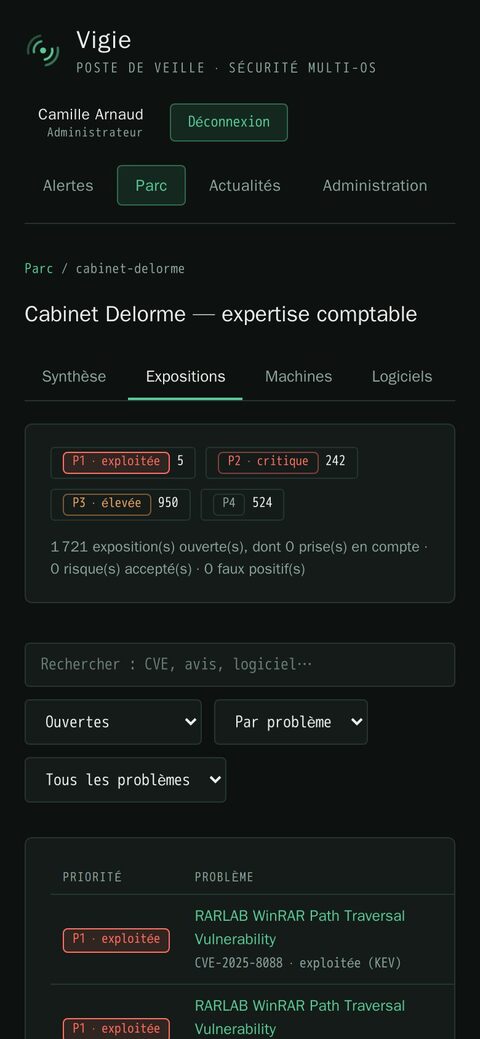 Vigie
POSTE DE VEILLE · SÉCURITÉ MULTI-OS
Camille Arnaud
Administrateur
Déconnexion
Alertes
Parc
Actualités
Administration
Parc / cabinet-delorme
Cabinet Delorme — expertise comptable
Synthèse
Expositions
Machines
Logiciels
P1 · exploitée 5
P2 · critique 242
P3 · élevée 950
P4 524
1 721 exposition(s) ouverte(s), dont 0 prise(s) en compte ·
0 risque(s) accepté(s) · 0 faux positif(s)
Rechercher : CVE, avis, logiciel…
Ouvertes
Par problème
Tous les problèmes
PRIORITÉ
PROBLÈME
P1 · exploitée
RARLAB WinRAR Path Traversal
Vulnerability
CVE-2025-8088 · exploitée (KEV)
P1 · exploitée
RARLAB WinRAR Path Traversal
Vulnerability